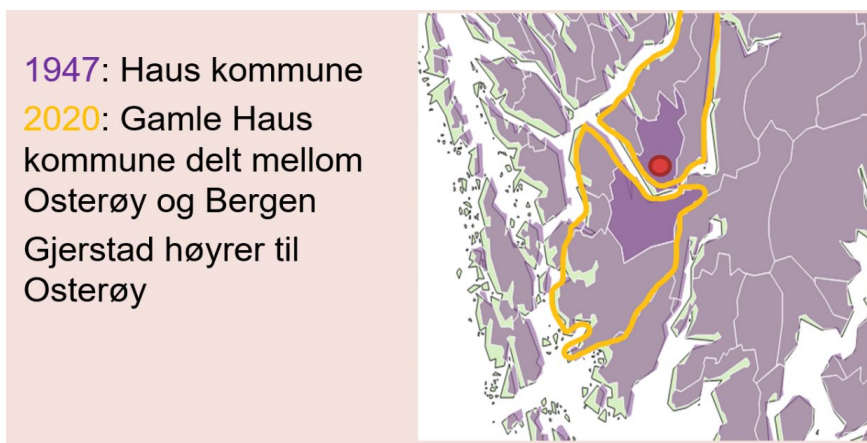 1947: Haus kommune
2020: Gamle Haus
kommune delt mellom
Osterøy og Bergen
Gjerstad høyrer til
Osterøy